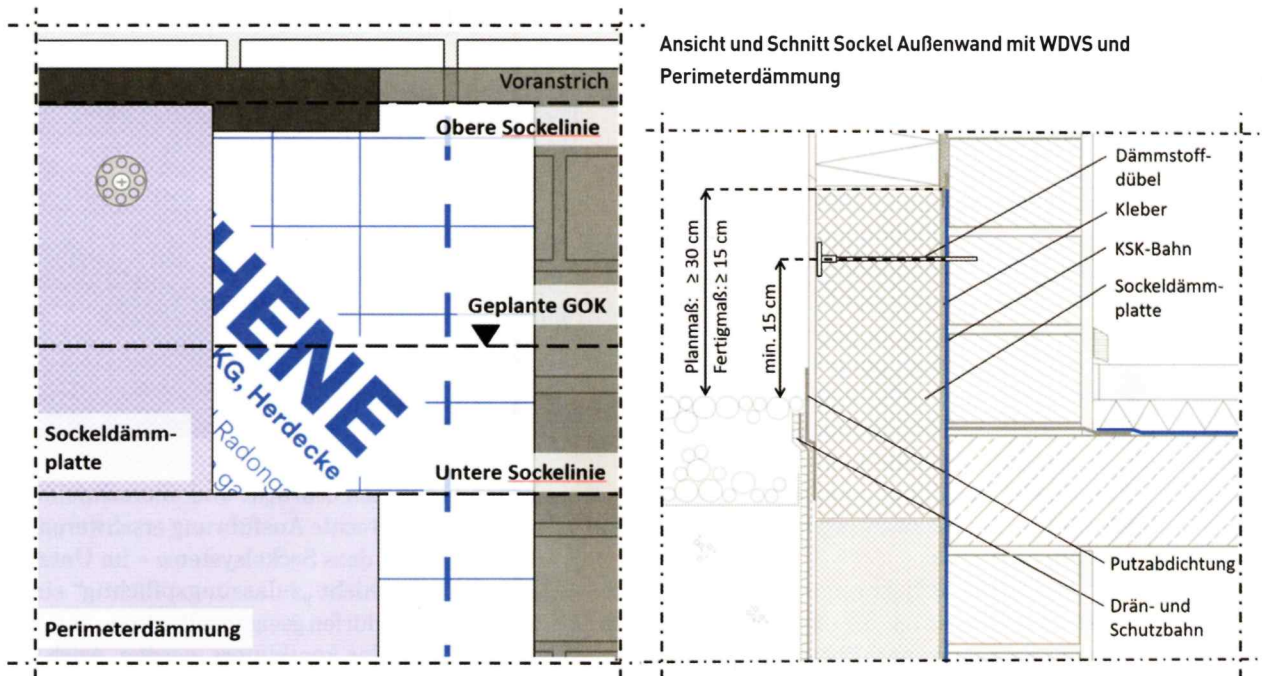 Ansicht und Schnitt Sockel Außenwand mit WDVS und
Perimeterdämmung
Voranstrich
Obere Sockelinie
HENE
KG, Herdecke
Radongs
ga
Geplante GOK
Sockeldämm-
platte
Untere Sockelinie
Perimeterdämmung
Planmaß: ≥ 30 cm
Fertigmaß: ≥ 15 cm
min. 15 cm
Dämmstoff-
dübel
Kleber
KSK-Bahn
Sockeldämm-
platte
Putzabdichtung
Drän- und
Schutzbahn